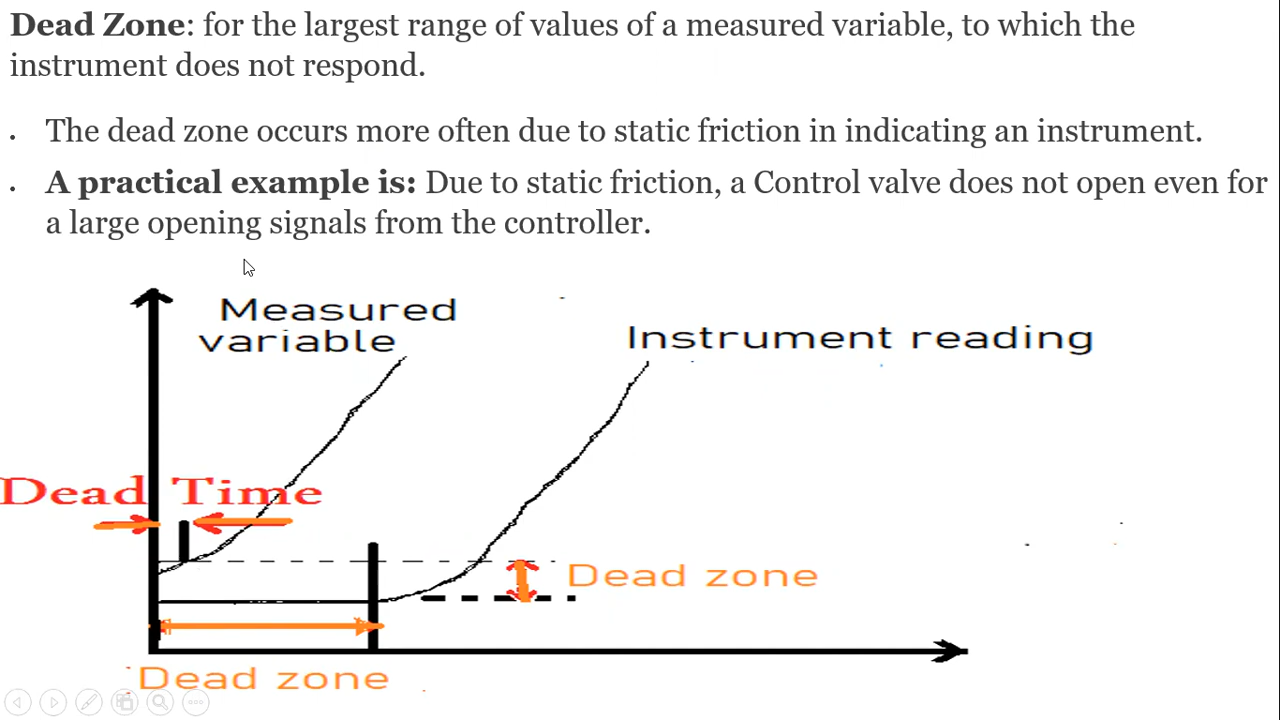 Dead Zone: for the largest range of values of a measured variable, to which the
instrument does not respond.
• The dead zone occurs more often due to static friction in indicating an instrument.
• A practical example is: Due to static friction, a Control valve does not open even for
a large opening signals from the controller.
Measured
variable
Instrument reading
Dead Time
Dead zone
Dead zone